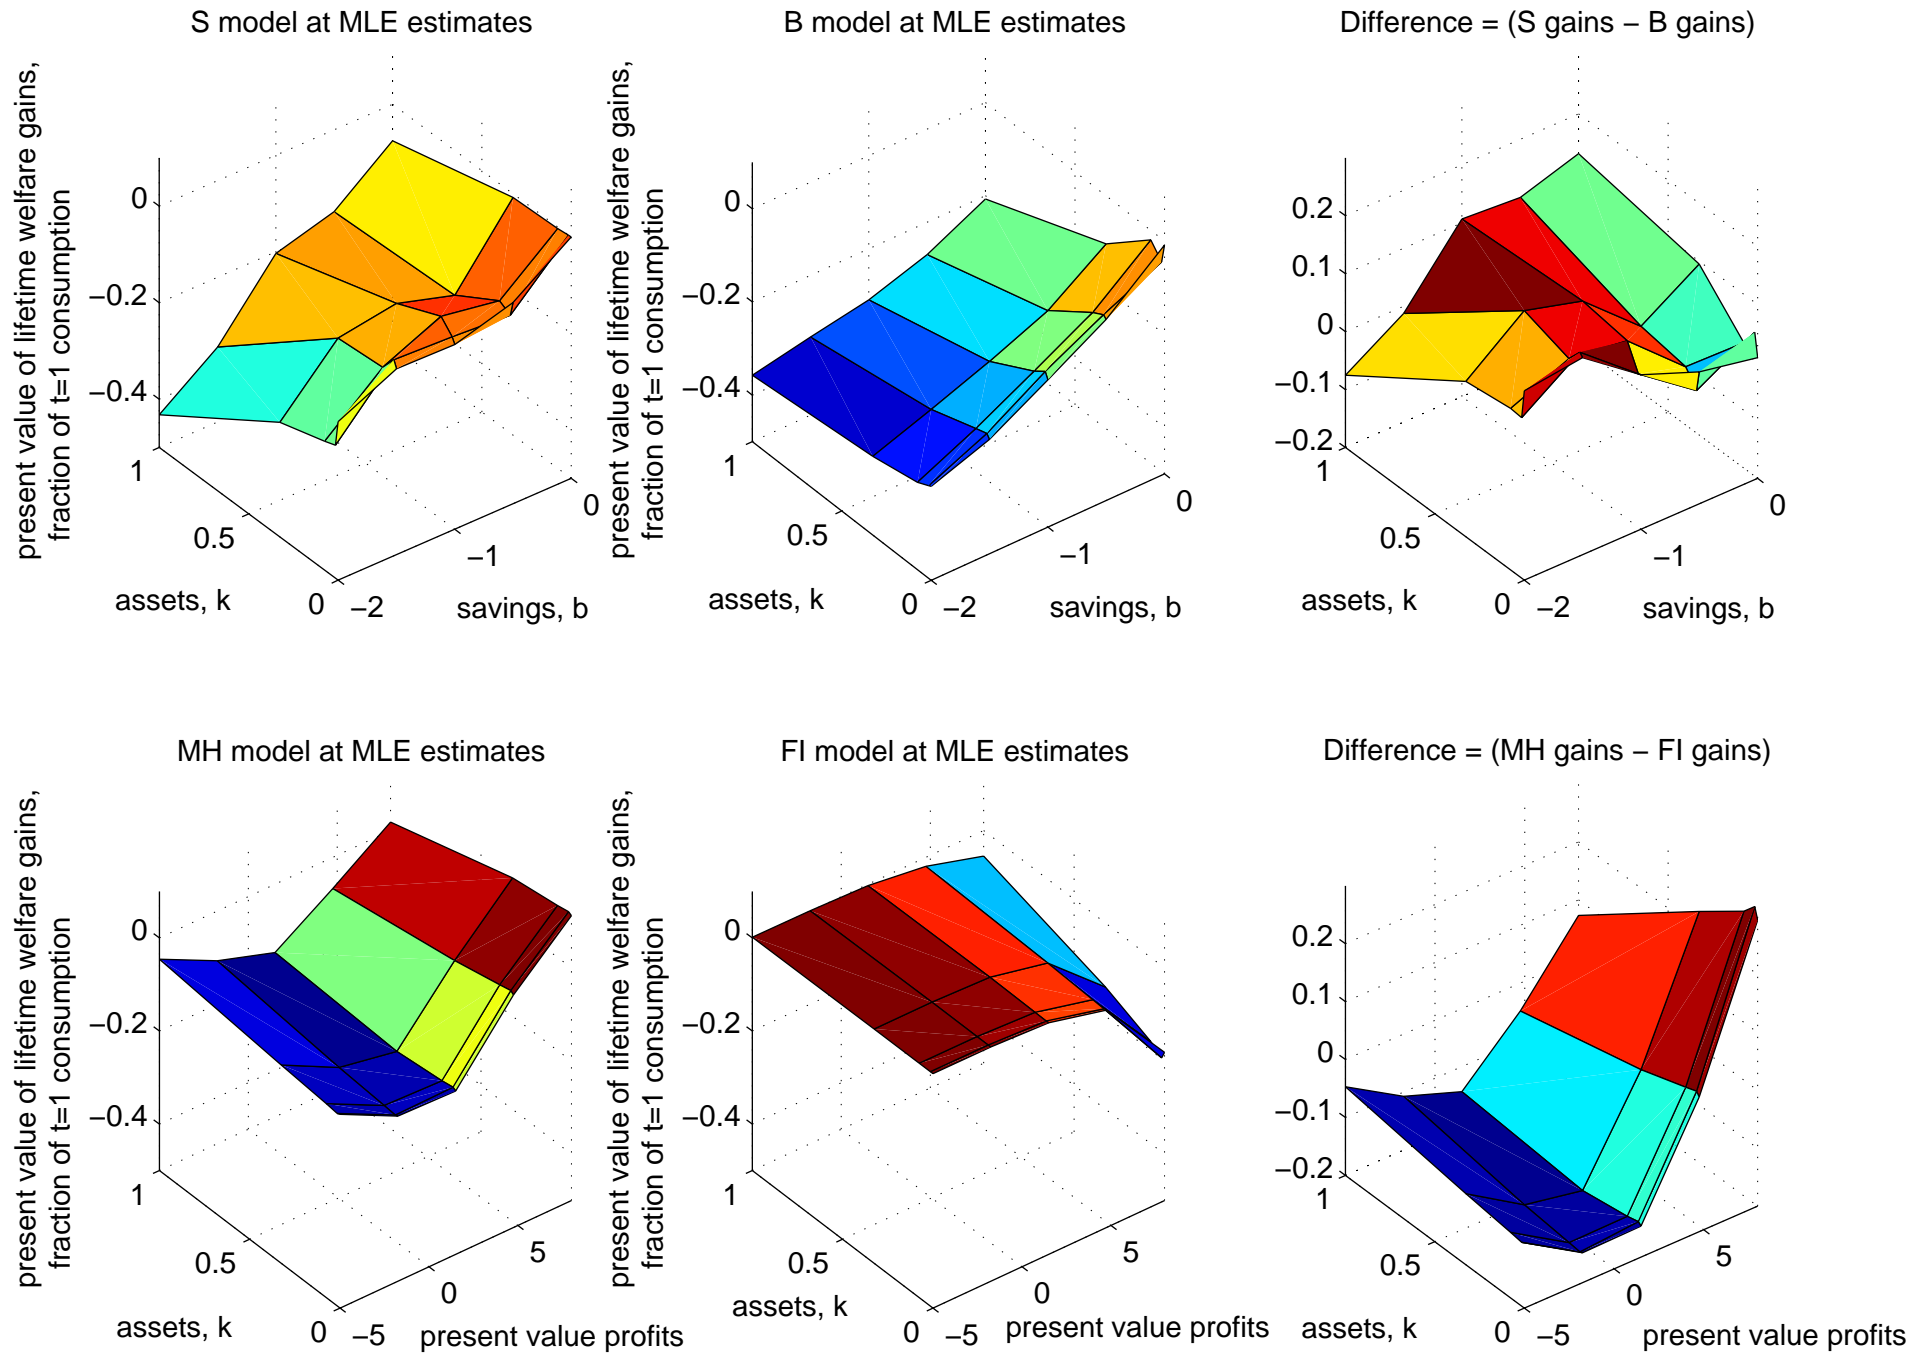 S model at MLE estimates
B model at MLE estimates
Difference = (S gains − B gains)
present value of lifetime welfare gains,
fraction of t=1 consumption
0
−0.2
−0.4
1
0.5
0
assets, k
−2
−1
0
savings, b
present value of lifetime welfare gains,
fraction of t=1 consumption
0
−0.2
−0.4
1
0.5
0
assets, k
−2
−1
0
savings, b
0.2
0.1
0
−0.1
−0.2
1
0.5
0
assets, k
−2
−1
0
savings, b
MH model at MLE estimates
FI model at MLE estimates
Difference = (MH gains − FI gains)
present value of lifetime welfare gains,
fraction of t=1 consumption
0
−0.2
−0.4
1
0.5
0
assets, k
−5
0
5
present value profits
present value of lifetime welfare gains,
fraction of t=1 consumption
0
−0.2
−0.4
1
0.5
0
assets, k
−5
0
5
present value profits
0.2
0.1
0
−0.1
−0.2
1
0.5
0
assets, k
−5
0
5
present value profits